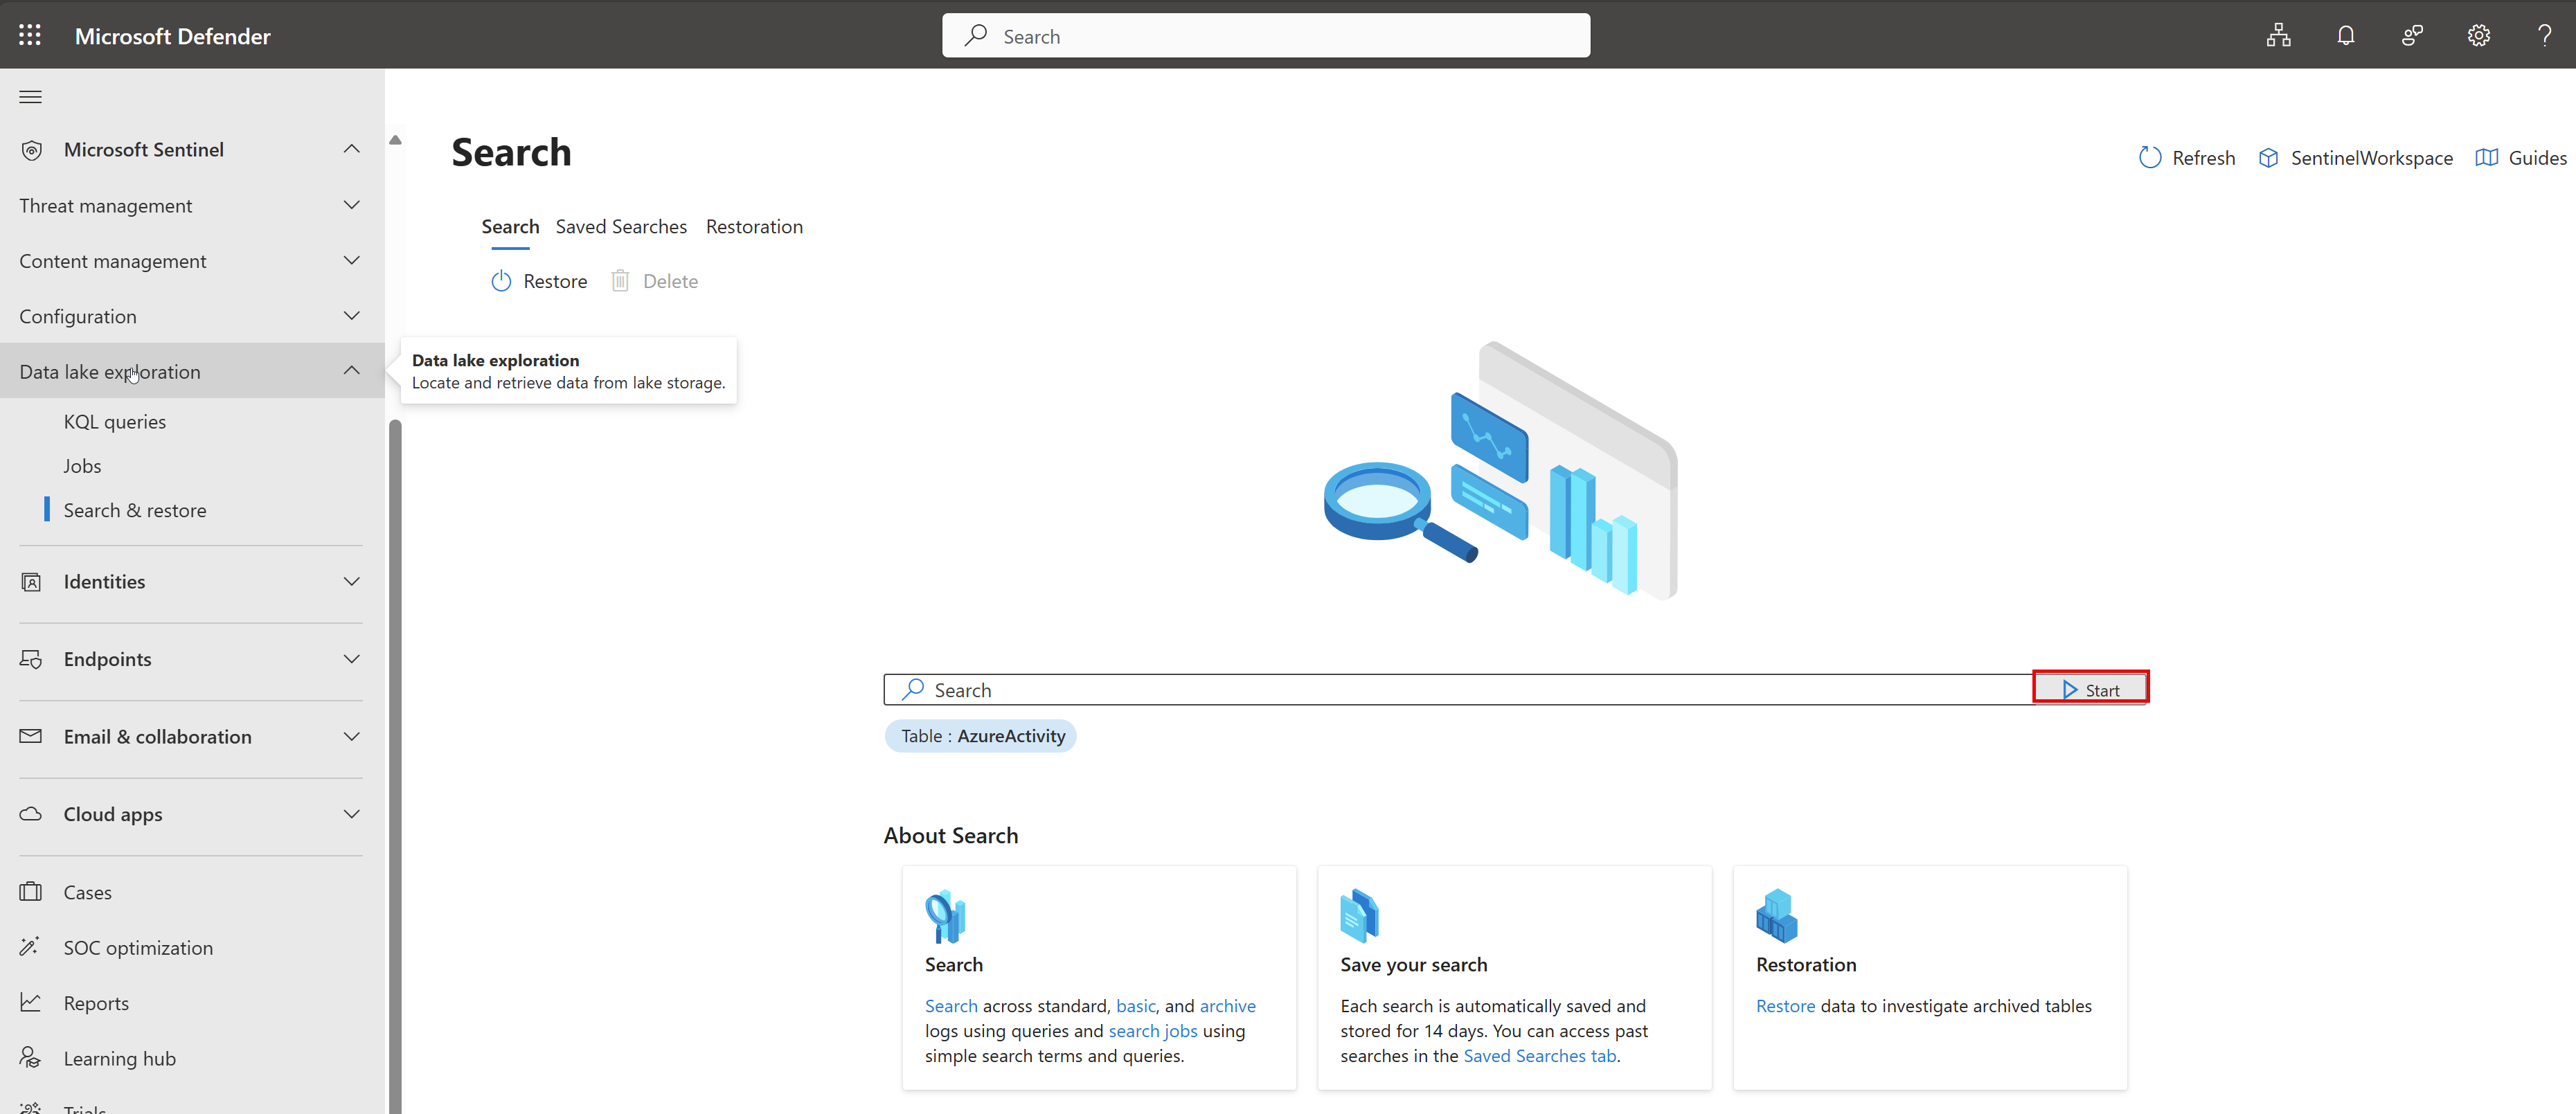 Microsoft Defender
Search
Microsoft Sentinel
Threat management
Content management
Configuration
Data lake exploration
KQL queries
Jobs
Search & restore
Identities
Endpoints
Email & collaboration
Cloud apps
Cases
SOC optimization
Reports
Learning hub
Trials
Search
Refresh
SentinelWorkspace
Guides
Search Saved Searches Restoration
Restore Delete
Data lake exploration
Locate and retrieve data from lake storage.
Search
Start
Table : AzureActivity
About Search
Search
Search across standard, basic, and archive
logs using queries and search jobs using
simple search terms and queries.
Save your search
Each search is automatically saved and
stored for 14 days. You can access past
searches in the Saved Searches tab.
Restoration
Restore data to investigate archived tables